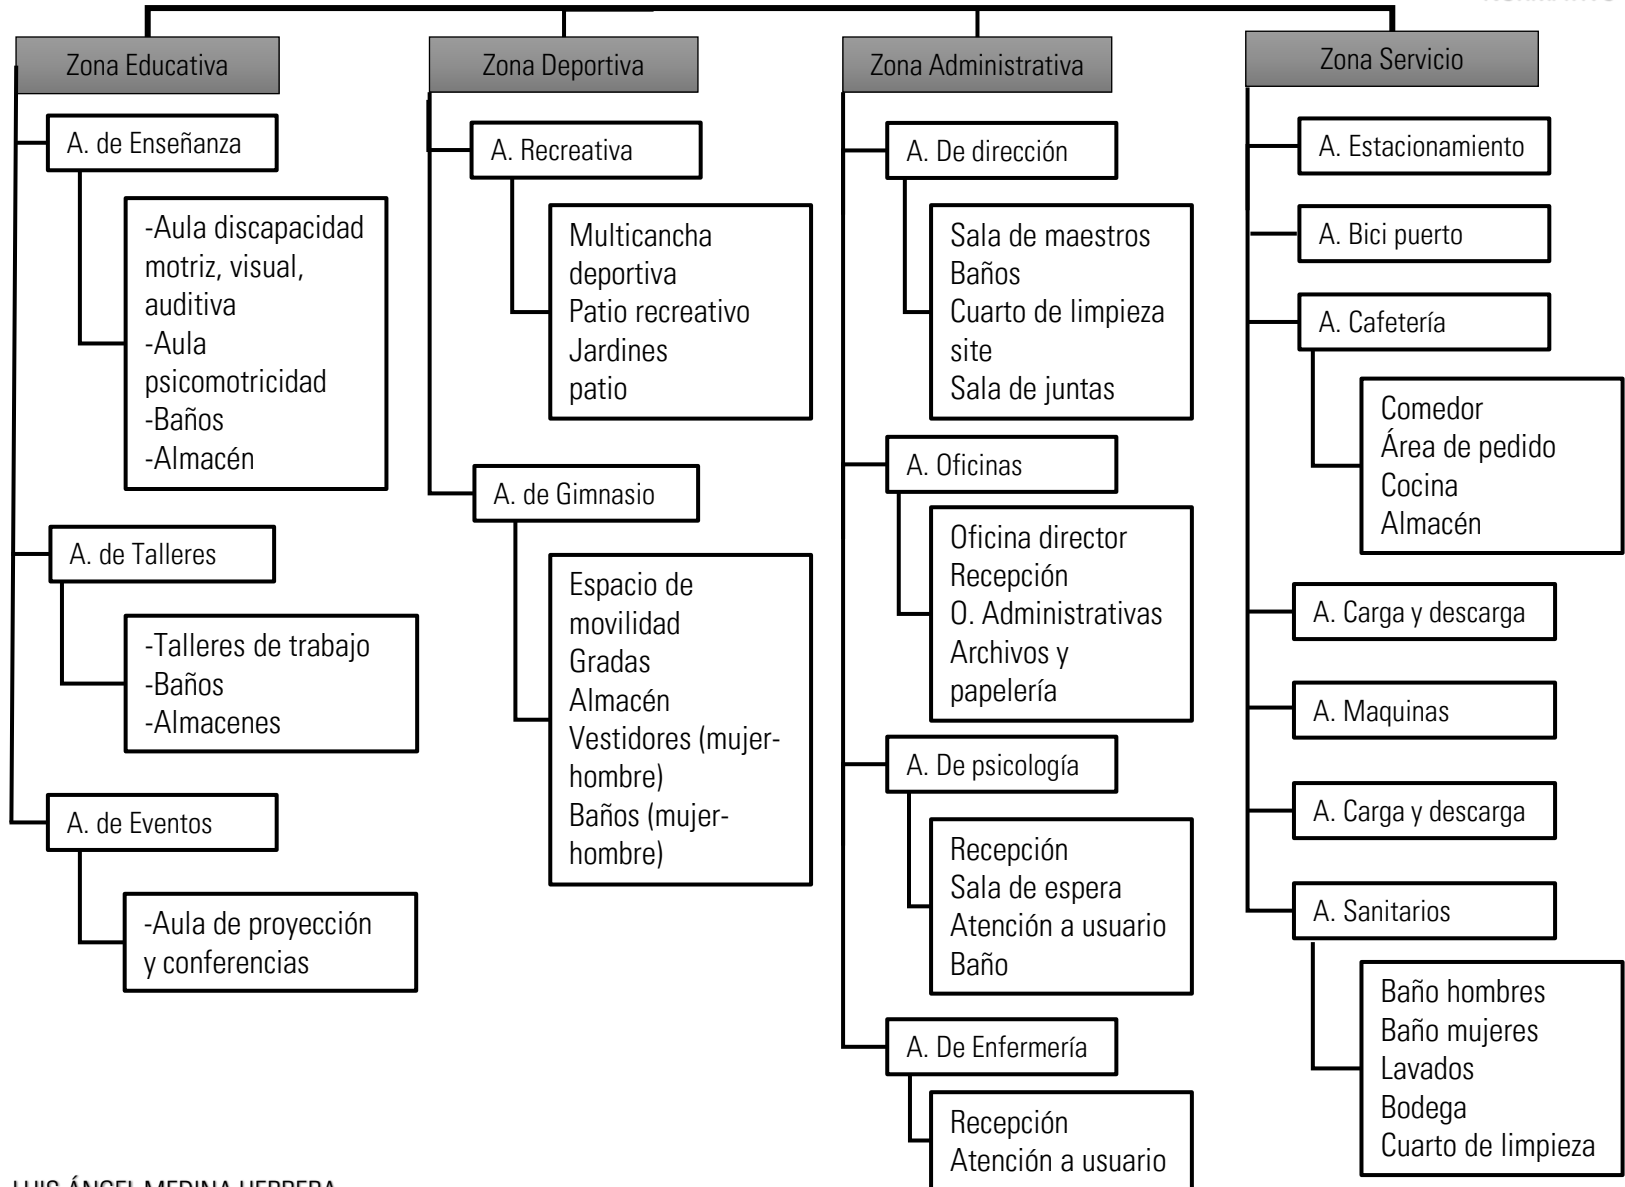 Zona Educativa
A. de Enseñanza
-Aula discapacidad
motriz, visual,
auditiva
-Aula
psicomotricidad
-Baños
-Almacén
A. de Talleres
-Talleres de trabajo
-Baños
-Almacenes
A. de Eventos
-Aula de proyección
y conferencias
Zona Deportiva
A. Recreativa
Multicancha
deportiva
Patio recreativo
Jardines
patio
A. de Gimnasio
Espacio de
movilidad
Gradas
Almacén
Vestidores (mujer-
hombre)
Baños (mujer-
hombre)
Zona Administrativa
A. De dirección
Sala de maestros
Baños
Cuarto de limpieza
site
Sala de juntas
A. Oficinas
Oficina director
Recepción
O. Administrativas
Archivos y
papelería
A. De psicología
Recepción
Sala de espera
Atención a usuario
Baño
A. De Enfermería
Recepción
Atención a usuario
Zona Servicio
A. Estacionamiento
A. Bici puerto
A. Cafetería
Comedor
Área de pedido
Cocina
Almacén
A. Carga y descarga
A. Maquinas
A. Carga y descarga
A. Sanitarios
Baño hombres
Baño mujeres
Lavados
Bodega
Cuarto de limpieza
LUIS ÁNGEL MEDINA HERRERA